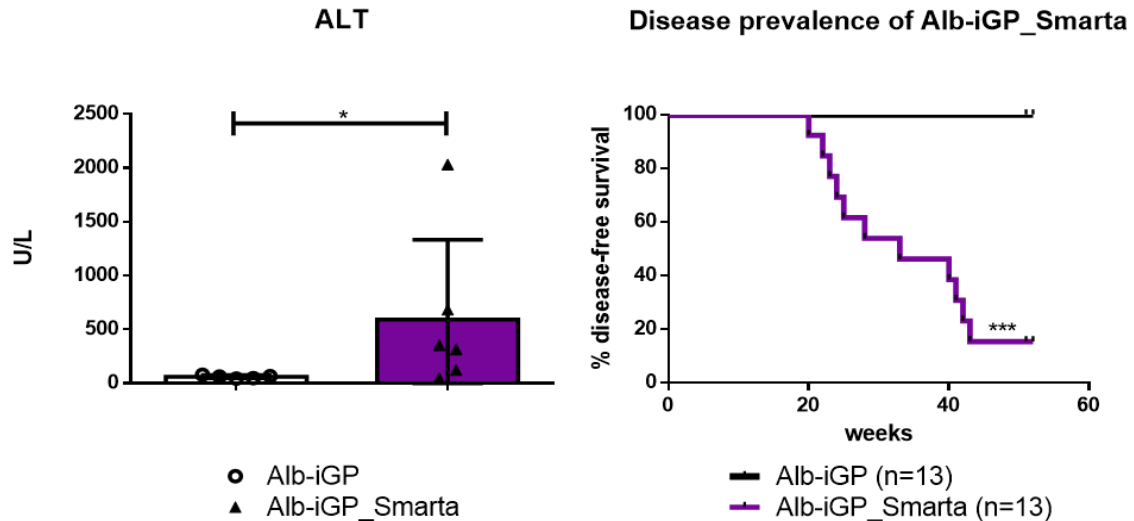 ALT
2500
2000
1500
1000
500
0
U/L
*
Alb-iGP
Alb-iGP_Smarta
Disease prevalence of Alb-iGP_Smarta
100
80
60
40
20
0
% disease-free survival
***
0
20
40
60
weeks
Alb-iGP (n=13)
Alb-iGP_Smarta (n=13)